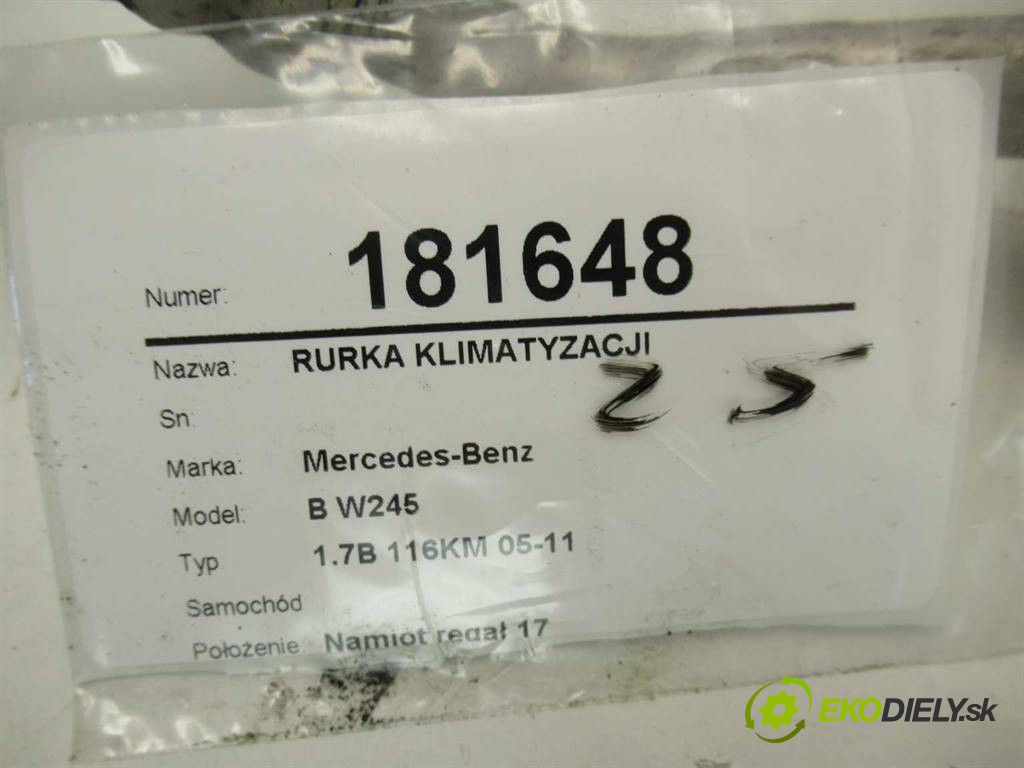 Numer: 181648
Nazwa: RURKA KLIMATYZACJI
25
Sn:
Marka: Mercedes-Benz
Model: B W245
Typ 1.7B 116KM 05-11
Samochód
Położenie: Namiot regał 17
EKODIELY.sk